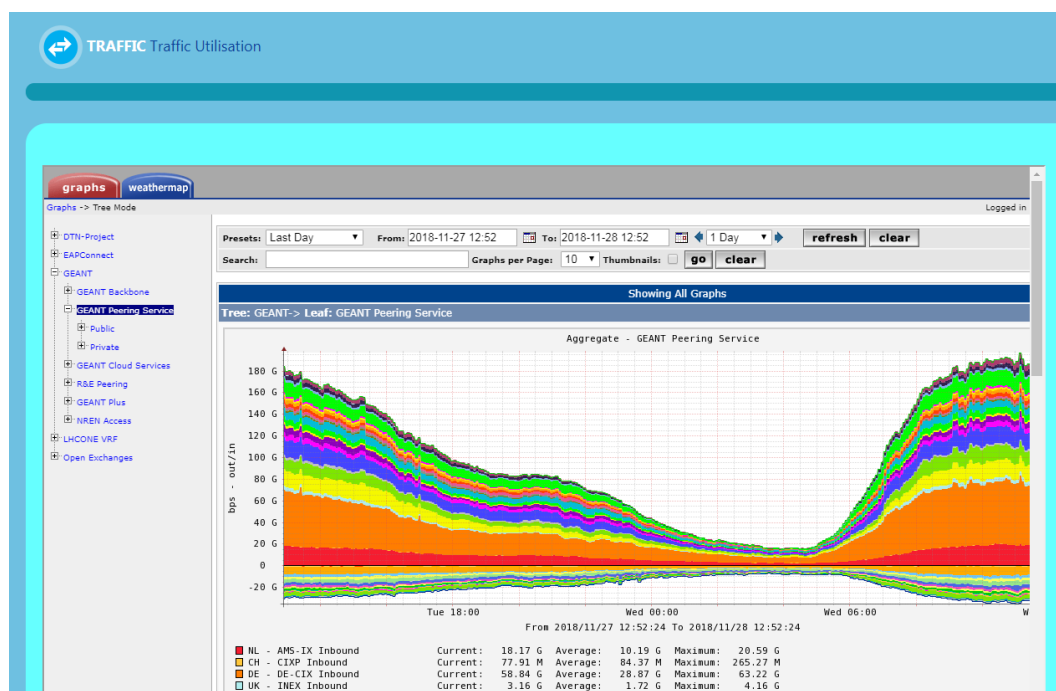 TRAFFIC Traffic Utilisation
graphs weathermap
Graphs -> Tree Mode Logged in
DTN-Project
EAPConnect
GEANT
GEANT Backbone
GEANT Peering Service
Public
Private
GEANT Cloud Services
R&E Peering
GEANT Plus
NREN Access
LHCONE VRF
Open Exchanges
Presets: Last Day From: 2018-11-27 12:52 To: 2018-11-28 12:52 1 Day refresh clear
Search: Graphs per Page: 10 Thumbnails: go clear
Showing All Graphs
Tree: GEANT-> Leaf: GEANT Peering Service
Aggregate - GEANT Peering Service
bps - out/in
180 G
160 G
140 G
120 G
100 G
80 G
60 G
40 G
20 G
0
-20 G
Tue 18:00 Wed 00:00 Wed 06:00 W
From 2018/11/27 12:52:24 To 2018/11/28 12:52:24
NL - AMS-IX Inbound Current: 18.17 G Average: 10.19 G Maximum: 20.59 G
CH - CIXP Inbound Current: 77.91 M Average: 84.37 M Maximum: 265.27 M
DE - DE-CIX Inbound Current: 58.84 G Average: 28.87 G Maximum: 63.22 G
UK - INEX Inbound Current: 3.16 G Average: 1.72 G Maximum: 4.16 G